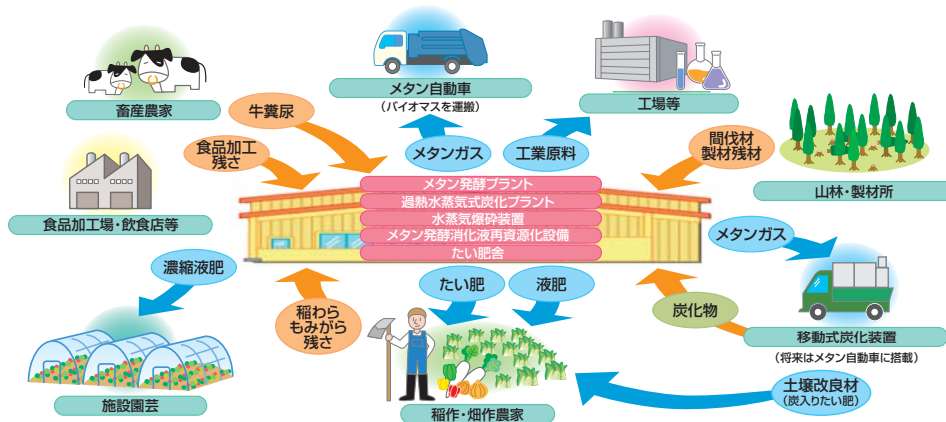 畜産農家
牛糞尿
メタン自動車
(バイオマスを運搬)
工場等
食品加工
残さ
メタンガス
工業原料
間伐材
製材残材
山林・製材所
食品加工場・飲食店等
メタン発酵プラント
過熱水蒸気式炭化プラント
水蒸気爆砕装置
メタン発酵消化液再資源化設備
たい肥舎
メタンガス
濃縮液肥
たい肥
液肥
稲わら
もみがら
残さ
炭化物
移動式炭化装置
(将来はメタン自動車に搭載)
施設園芸
稲作・畑作農家
土壌改良材
(炭入りたい肥)